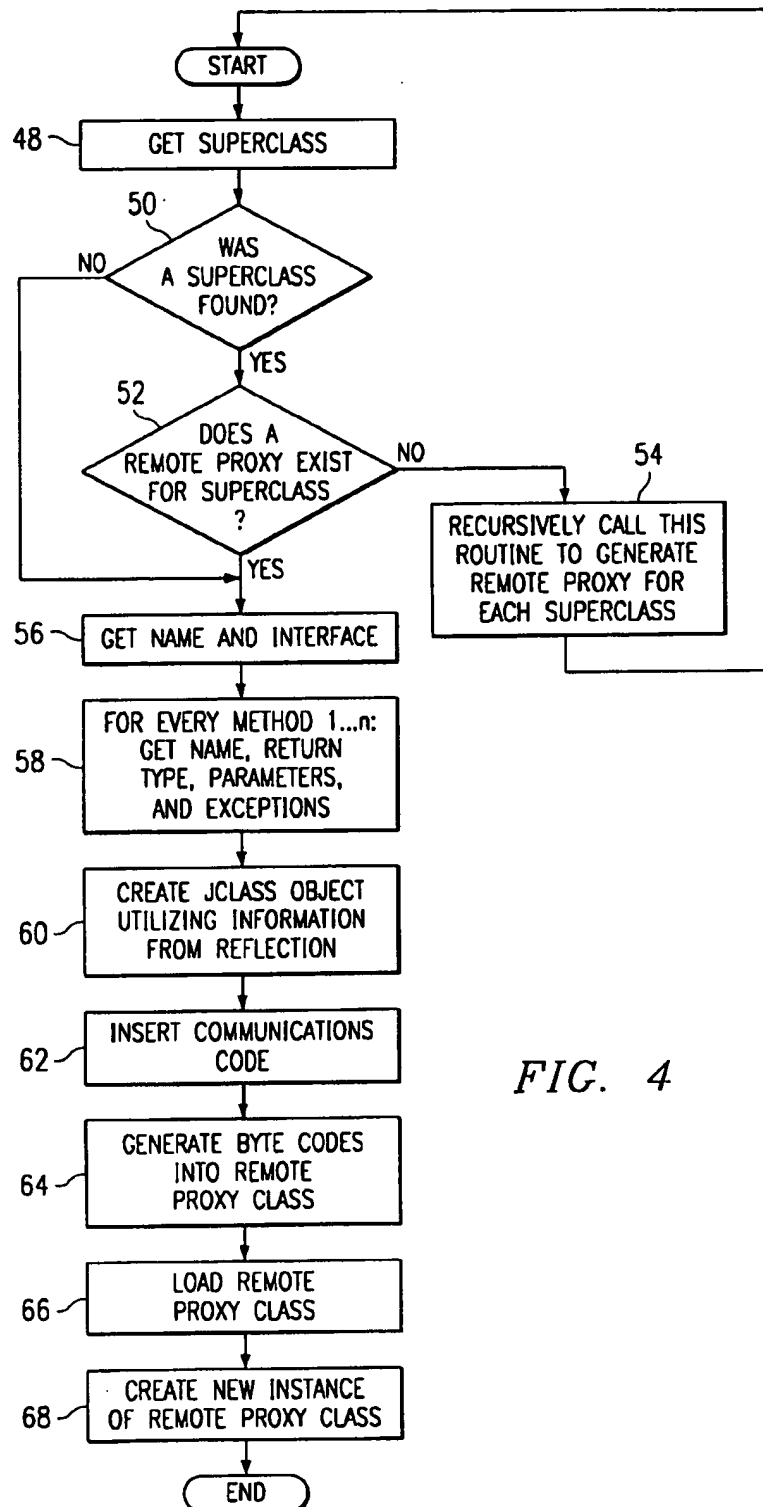 START
48
GET SUPERCLASS
50
WAS
A SUPERCLASS
FOUND?
NO
YES
52
DOES A
REMOTE PROXY EXIST
FOR SUPERCLASS
?
NO
YES
54
RECURSIVELY CALL THIS
ROUTINE TO GENERATE
REMOTE PROXY FOR
EACH SUPERCLASS
56
GET NAME AND INTERFACE
58
FOR EVERY METHOD 1...n:
GET NAME, RETURN
TYPE, PARAMETERS,
AND EXCEPTIONS
60
CREATE JCLASS OBJECT
UTILIZING INFORMATION
FROM REFLECTION
62
INSERT COMMUNICATIONS
CODE
FIG. 4
64
GENERATE BYTE CODES
INTO REMOTE
PROXY CLASS
66
LOAD REMOTE
PROXY CLASS
68
CREATE NEW INSTANCE
OF REMOTE PROXY CLASS
END